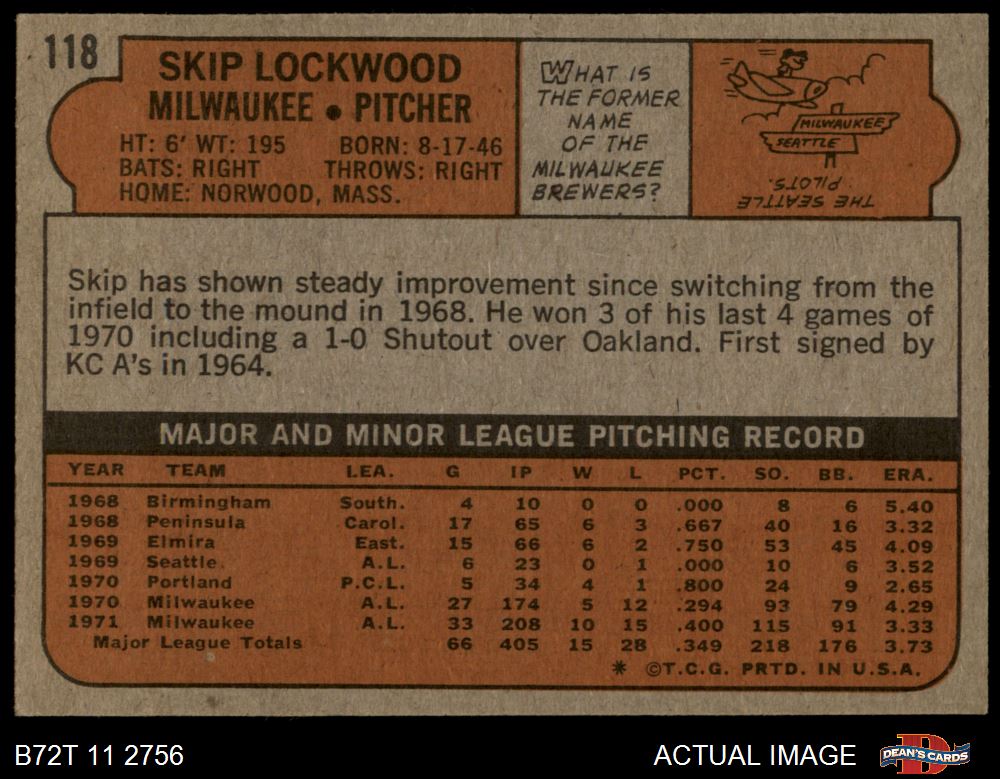 118
SKIP LOCKWOOD
MILWAUKEE • PITCHER
HT: 6' WT: 195 BORN: 8-17-46
BATS: RIGHT THROWS: RIGHT
HOME: NORWOOD, MASS.
WHAT IS
THE FORMER
NAME
OF THE
MILWAUKEE
BREWERS?
MILWAUKEE
SEATTLE
THE SEATTLE
PILOTS.
Skip has shown steady improvement since switching from the
infield to the mound in 1968. He won 3 of his last 4 games of
1970 including a 1-0 Shutout over Oakland. First signed by
KC A's in 1964.
MAJOR AND MINOR LEAGUE PITCHING RECORD
YEAR TEAM LEA. G IP W L PCT. SO. BB. ERA.
1968 Birmingham South. 4 10 0 0 .000 8 6 5.40
1968 Peninsula Carol. 17 65 6 3 .667 40 16 3.32
1969 Elmira East. 15 66 6 2 .750 53 45 4.09
1969 Seattle A.L. 6 23 0 1 .000 10 6 3.52
1970 Portland P.C.L. 5 34 4 1 .800 24 9 2.65
1970 Milwaukee A.L. 27 174 5 12 .294 93 79 4.29
1971 Milwaukee A.L. 33 208 10 15 .400 115 91 3.33
Major League Totals 66 405 15 28 .349 218 176 3.73
* ©T.C.G. PRTD. IN U.S.A.
B72T 11 2756
ACTUAL IMAGE
DEAN'S CARDS